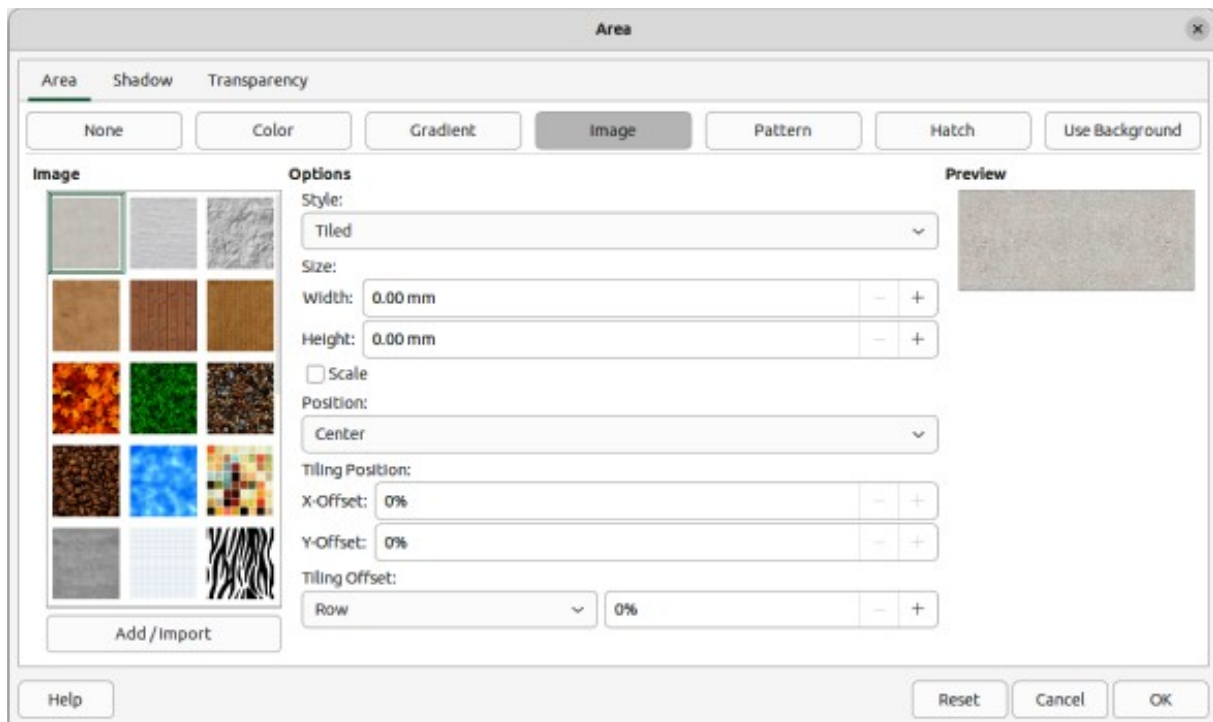 Area
Area Shadow Transparency
None Color Gradient Image Pattern Hatch Use Background
Image
Options
Style:
Tiled
Size:
Width: 0.00 mm
Height: 0.00 mm
Scale
Position:
Center
Tiling Position:
X-Offset: 0%
Y-Offset: 0%
Tiling Offset:
Row 0%
Preview
Add / Import
Help Reset Cancel OK